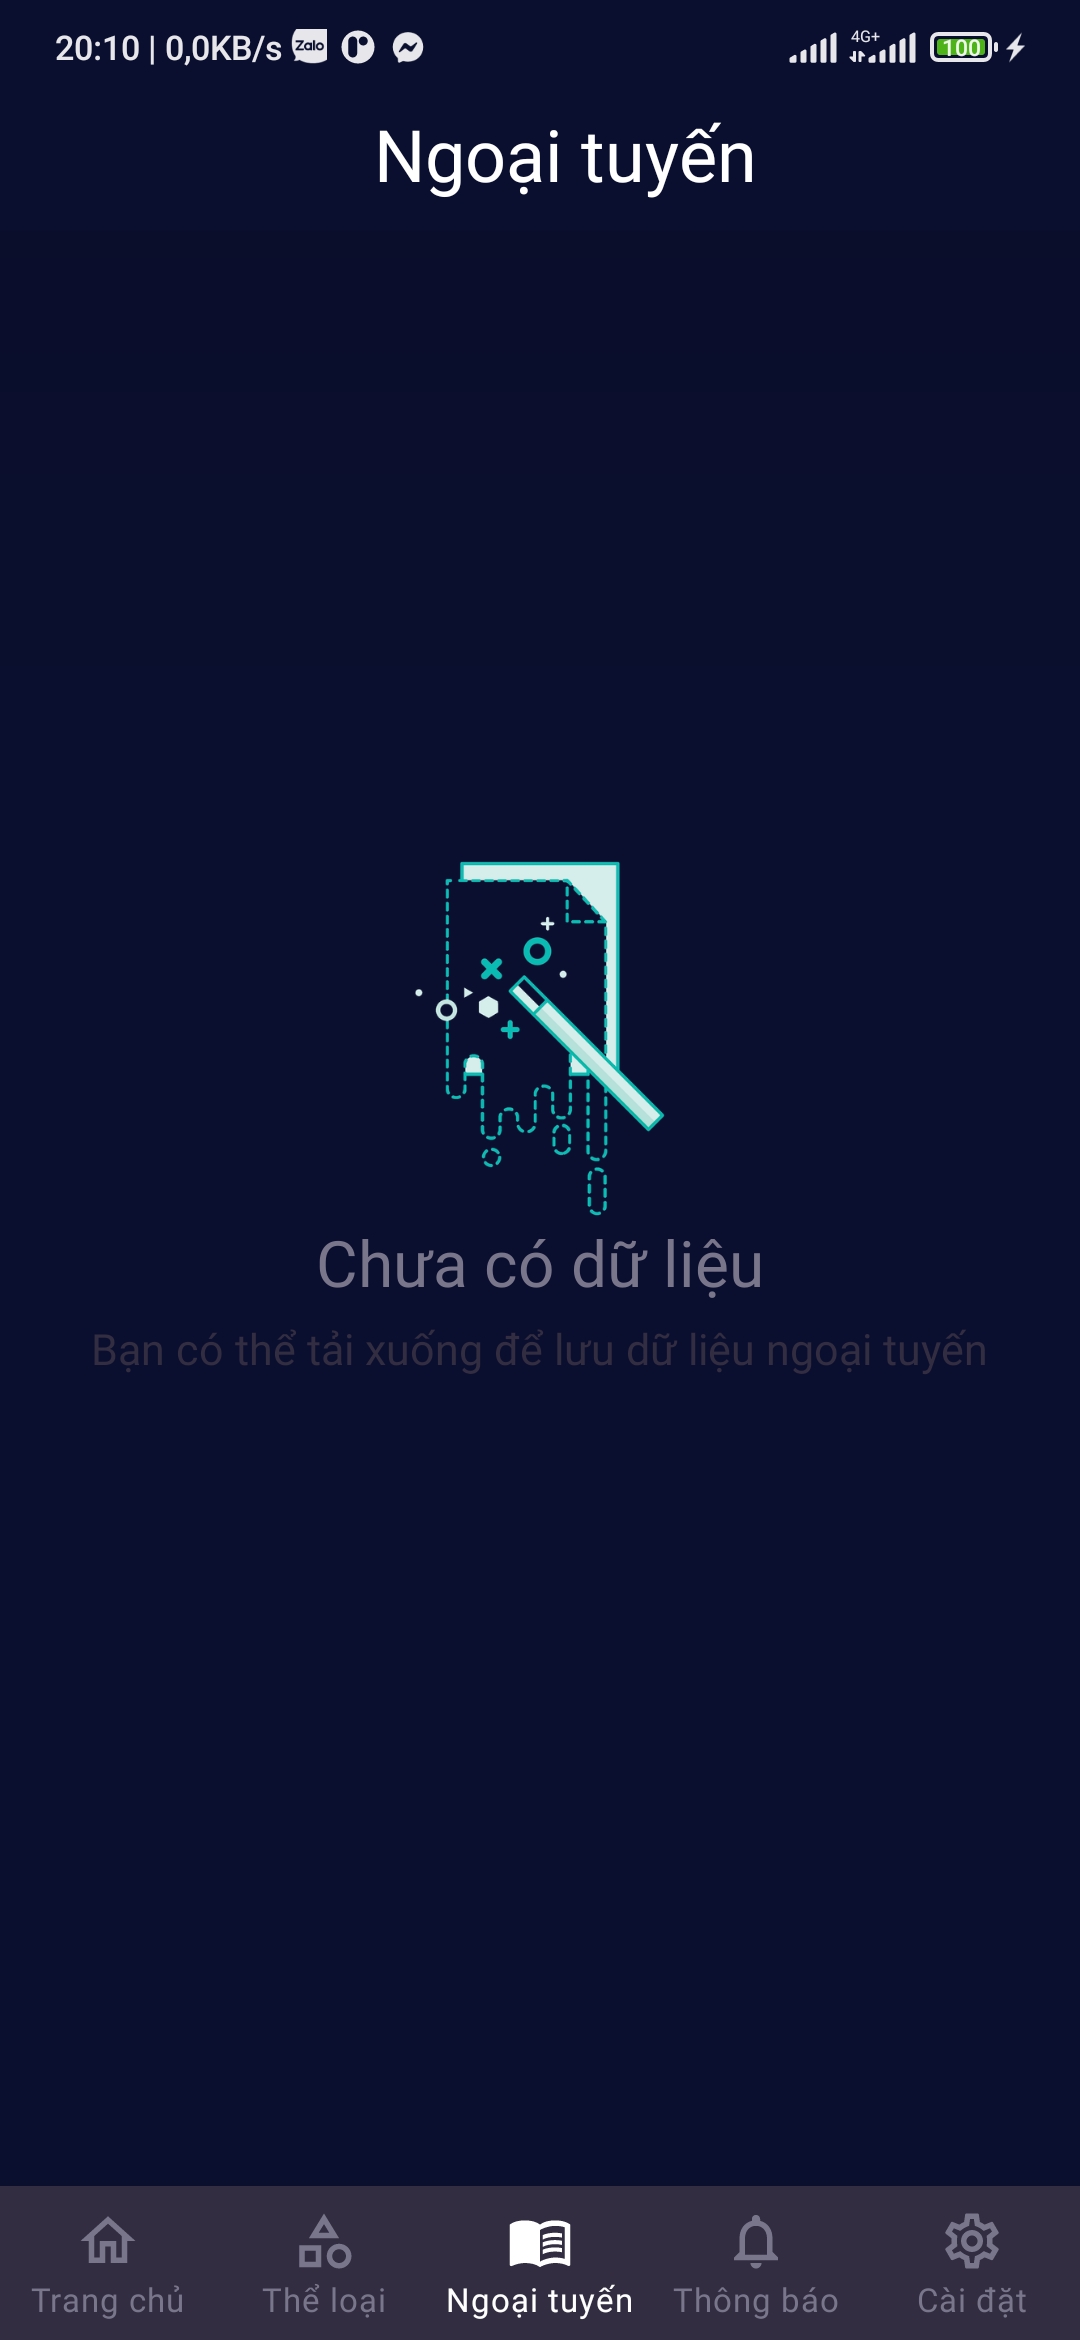 20:10 | 0,0KB/s Zalo 4G+ 100
Ngoại tuyến
Chưa có dữ liệu
Bạn có thể tải xuống để lưu dữ liệu ngoại tuyến
Trang chủ Thể loại Ngoại tuyến Thông báo Cài đặt